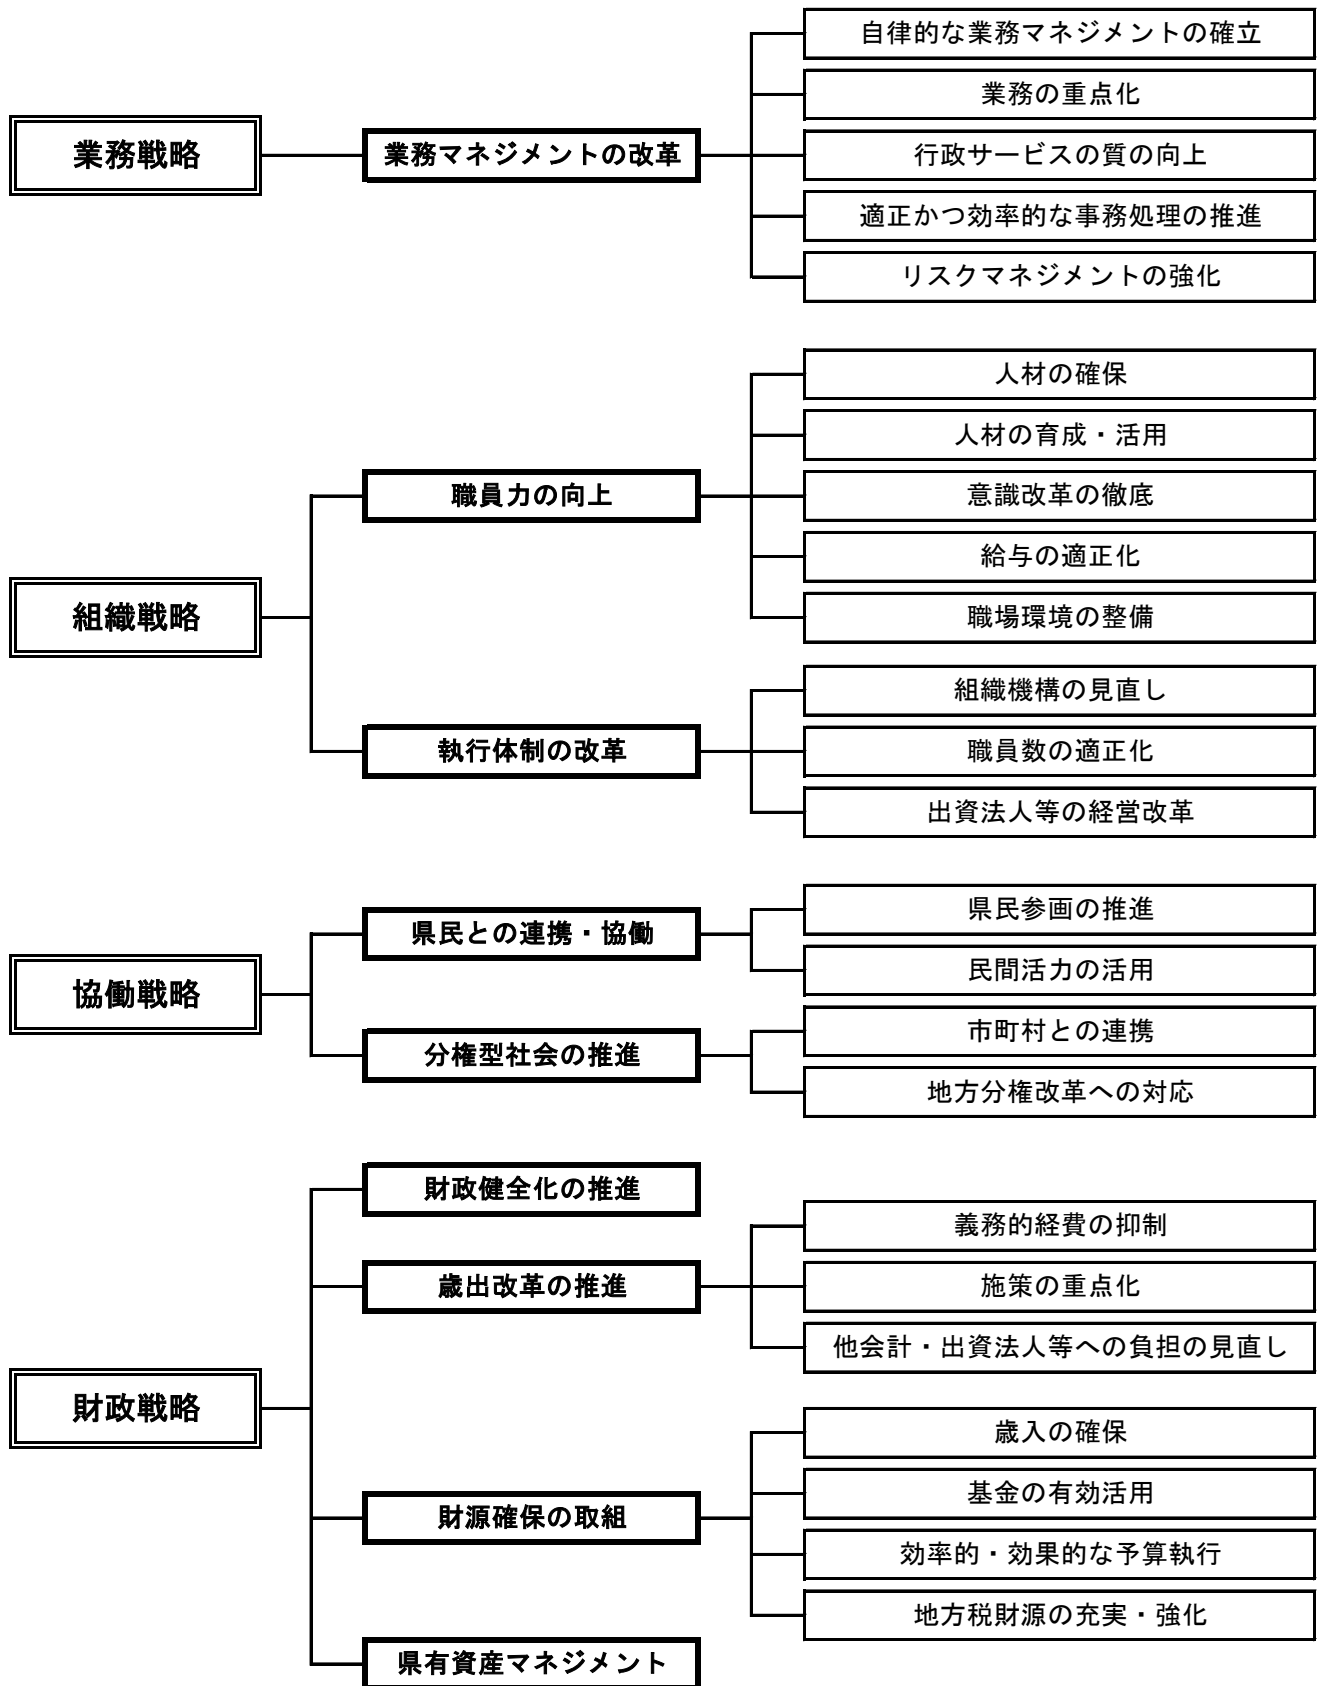 業務戦略
業務マネジメントの改革
自律的な業務マネジメントの確立
業務の重点化
行政サービスの質の向上
適正かつ効率的な事務処理の推進
リスクマネジメントの強化
組織戦略
職員力の向上
人材の確保
人材の育成・活用
意識改革の徹底
給与の適正化
職場環境の整備
執行体制の改革
組織機構の見直し
職員数の適正化
出資法人等の経営改革
協働戦略
県民との連携・協働
県民参画の推進
民間活力の活用
分権型社会の推進
市町村との連携
地方分権改革への対応
財政戦略
財政健全化の推進
歳出改革の推進
義務的経費の抑制
施策の重点化
他会計・出資法人等への負担の見直し
財源確保の取組
歳入の確保
基金の有効活用
効率的・効果的な予算執行
地方税財源の充実・強化
県有資産マネジメント